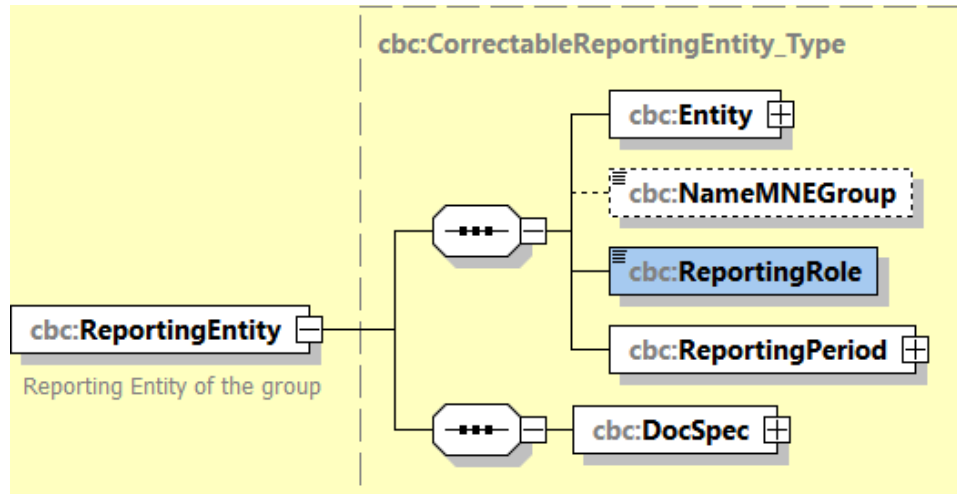 cbc:CorrectableReportingEntity_Type
cbc:Entity
cbc:NameMNEGroup
cbc:ReportingRole
cbc:ReportingEntity
cbc:ReportingPeriod
Reporting Entity of the group
cbc:DocSpec